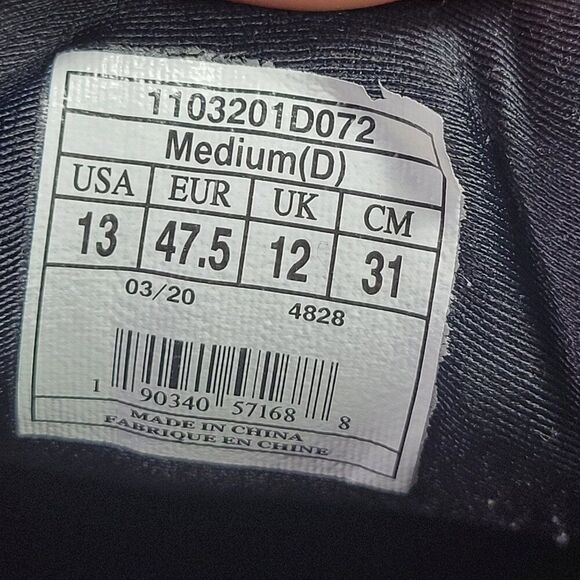 1103201D072
Medium(D)
USA EUR UK CM
13 47.5 12 31
03/20 4828
1 90340 57168 8
MADE IN CHINA
FABRIQUE EN CHINE